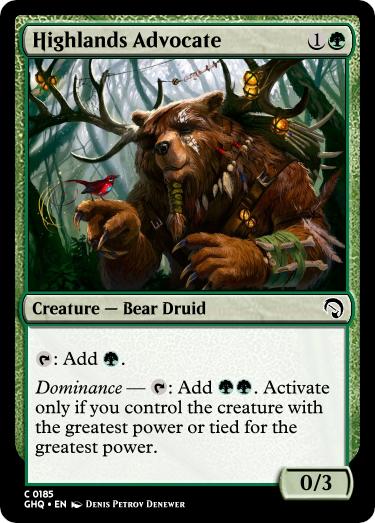 Highlands Advocate 1
Creature — Bear Druid
: Add .
Dominance — : Add . Activate
only if you control the creature with
the greatest power or tied for the
greatest power.
0/3
C 0185
GHQ • EN Denis Petrov Denewer